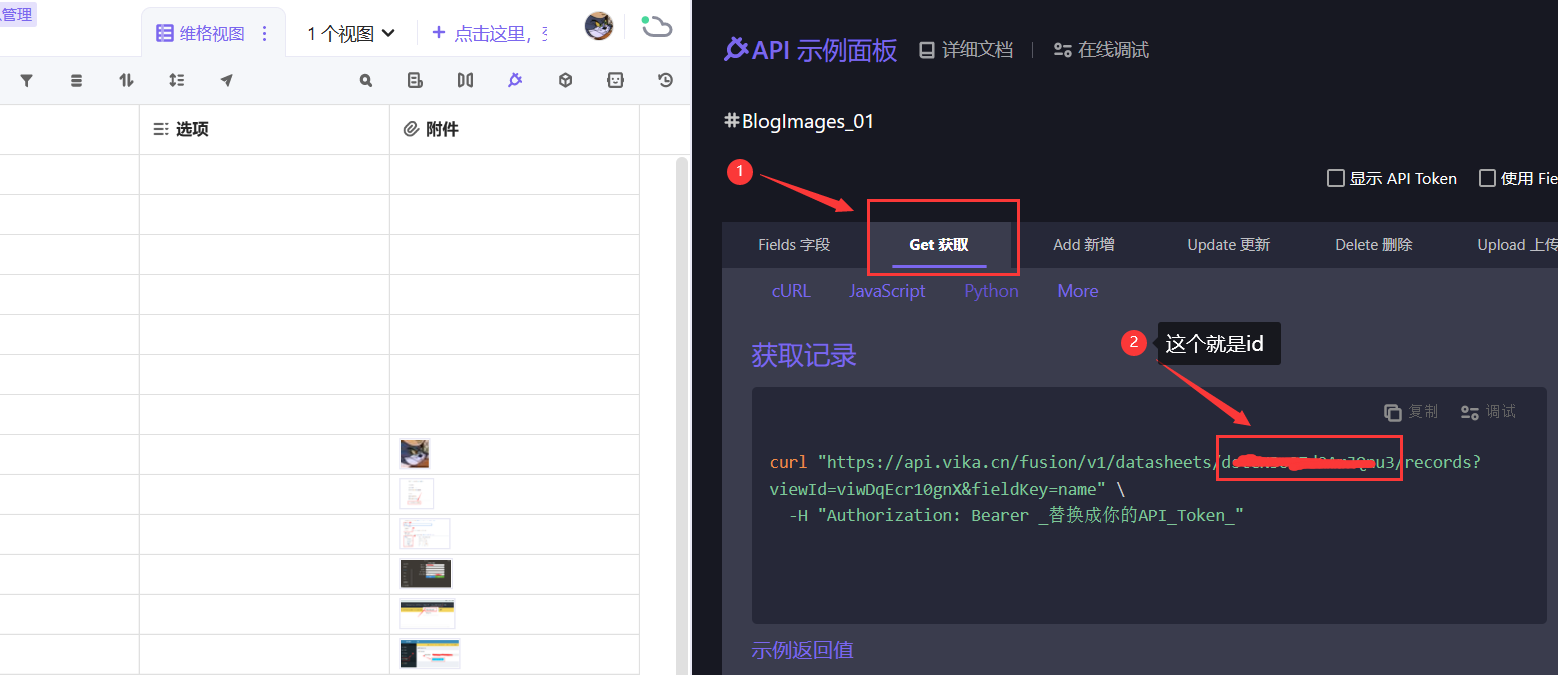 管理
维格视图
1 个视图
点击这里，
选项
附件
API 示例面板
详细文档
在线调试
#BlogImages_01
1
显示 API Token
使用 Fie
Fields 字段
Get 获取
Add 新增
Update 更新
Delete 删除
Upload 上传
cURL
JavaScript
Python
More
获取记录
2
这个就是id
复制
调试
curl "https://api.vika.cn/fusion/v1/datasheets/ /records?
viewId=viwDqEcr10gnX&fieldKey=name" \
-H "Authorization: Bearer _替换成你的API_Token_"
示例返回值